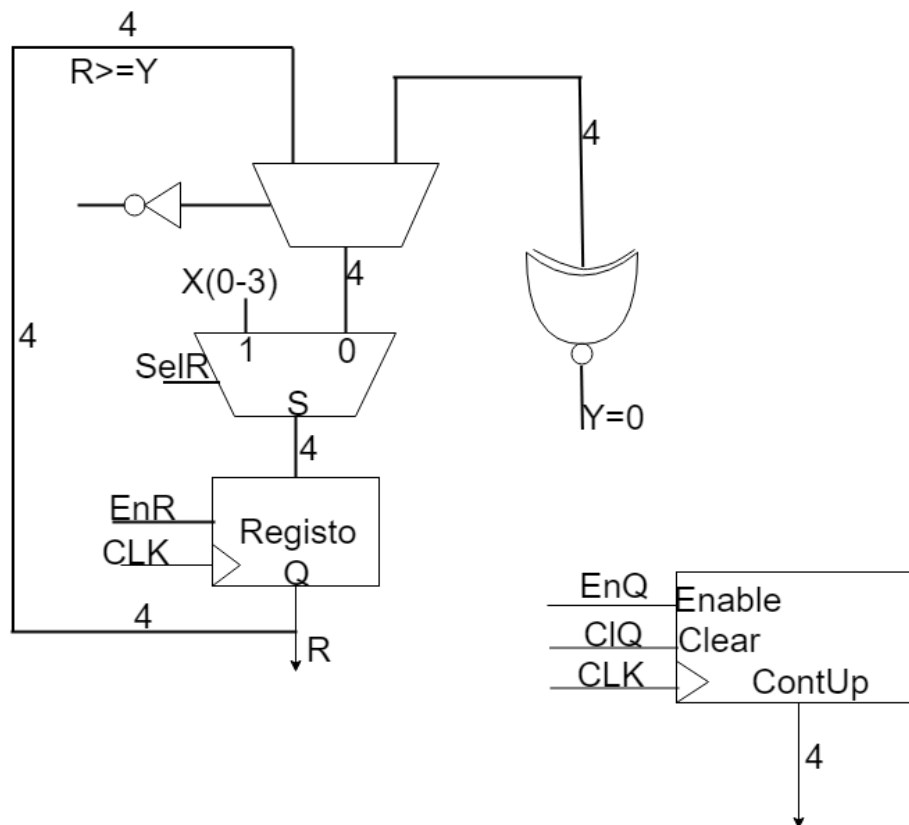 4
R>=Y
4
4
X(0-3)
4
1
0
SelR
S
Y=0
4
4
EnR
Registo
CLK
Q
4
R
EnQ
Enable
ClQ
Clear
CLK
ContUp
4